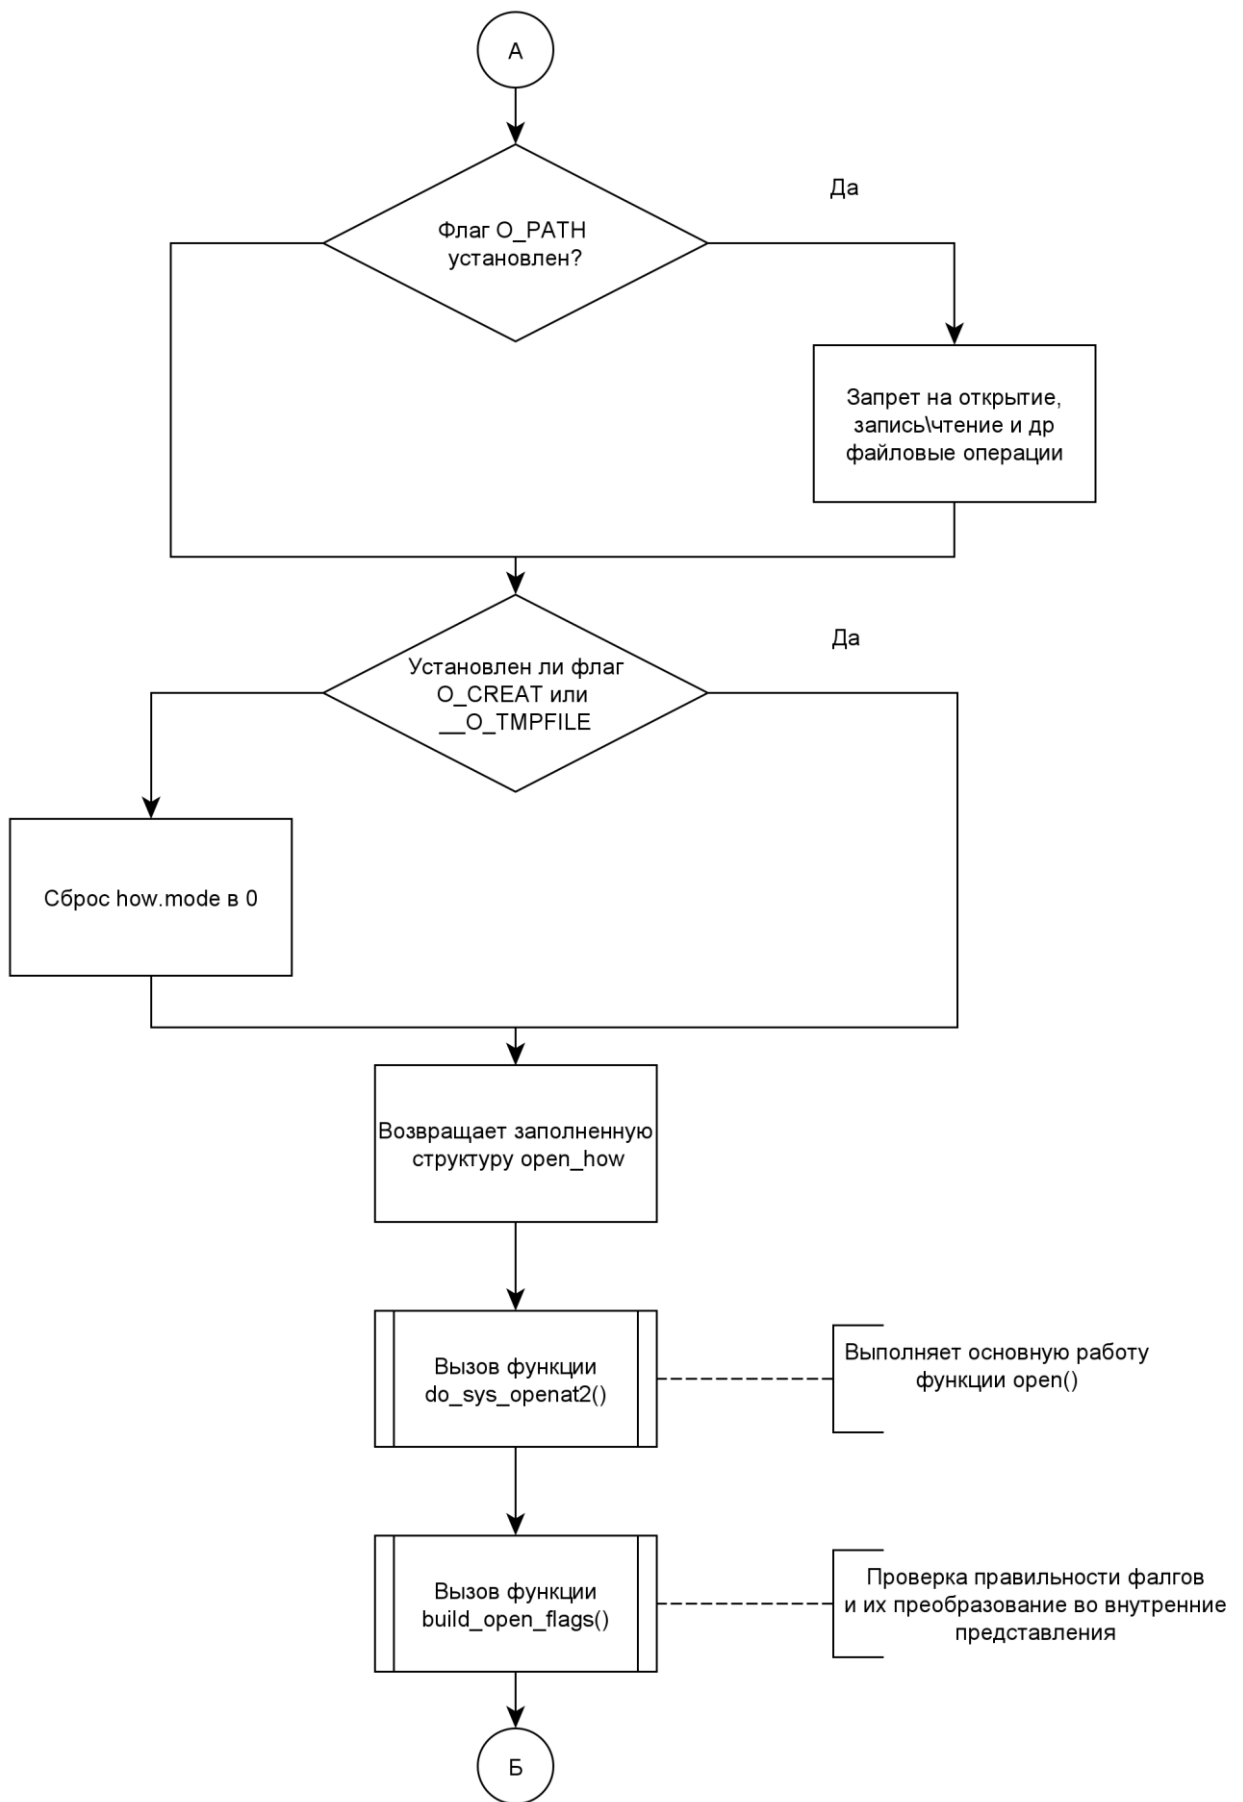 А
Да
Флаг O_PATH
установлен?
Запрет на открытие,
запись\чтение и др
файловые операции
Да
Установлен ли флаг
O_CREAT или
__O_TMPFILE
Сброс how.mode в 0
Возвращает заполненную
структуру open_how
Вызов функции
do_sys_openat2()
Выполняет основную работу
функции open()
Вызов функции
build_open_flags()
Проверка правильности фалгов
и их преобразование во внутренние
представления
Б